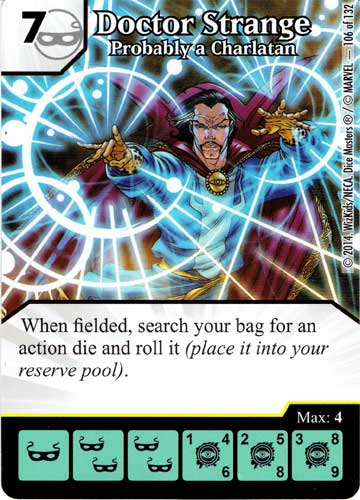 7
Doctor Strange
Probably a Charlatan
© 2014 WizKids/NECA. Dice Masters ® / © MARVEL — 106 of 132
When fielded, search your bag for an
action die and roll it (place it into your
reserve pool).
Max: 4
1 4 6
2 5 8
3 8 9